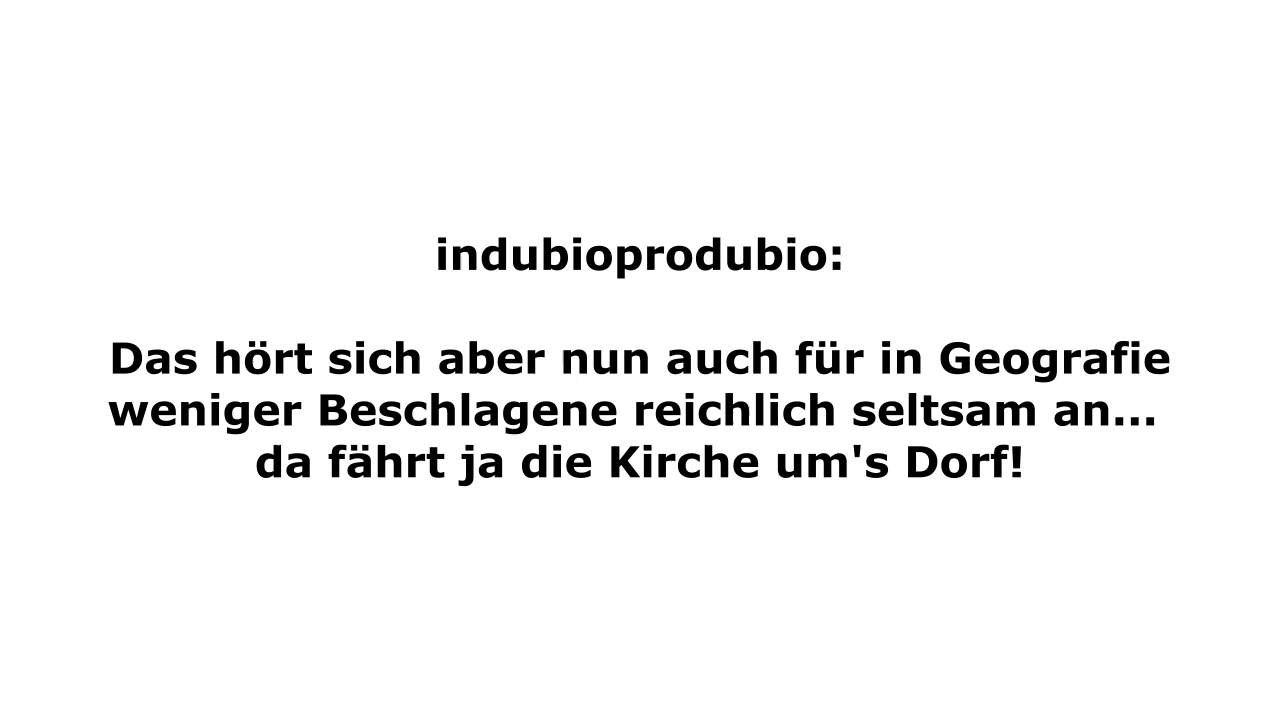 indubioprodubio:
Das hört sich aber nun auch für in Geografie
weniger Beschlagene reichlich seltsam an...
da fährt ja die Kirche um's Dorf!